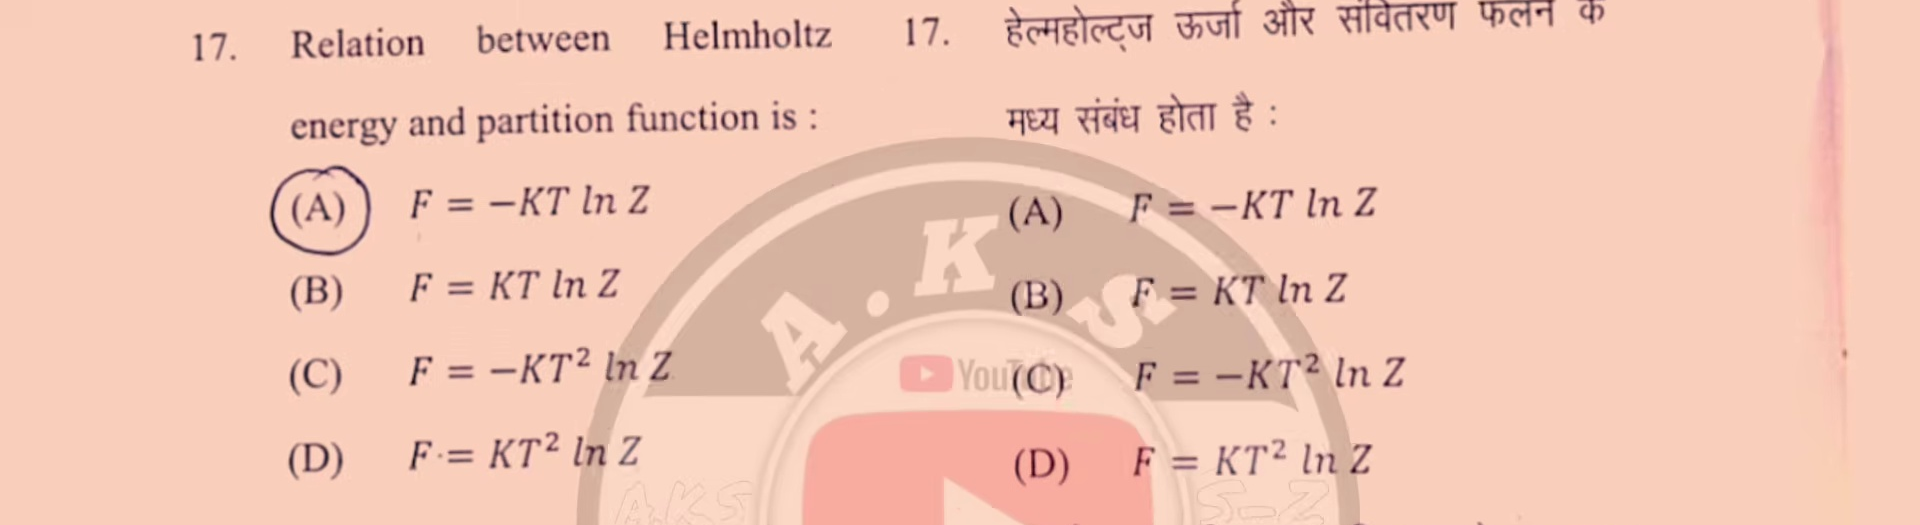 17. Relation between Helmholtz
energy and partition function is :
(A) F = −KT ln Z
(B) F = KT ln Z
(C) F = −KT² ln Z
(D) F = KT² ln Z
17. हेल्महोल्ट्ज ऊर्जा और संवितरण फलन के
मध्य संबंध होता है :
(A) F = −KT ln Z
(B) F = KT ln Z
(C) F = −KT² ln Z
(D) F = KT² ln Z
A.K S
YouTube
A.K.S
S-Z